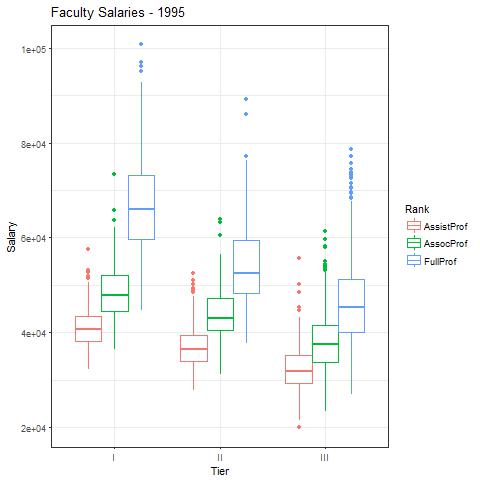 Faculty Salaries - 1995
1e+05
8e+04
6e+04
4e+04
2e+04
Salary
I
II
III
Tier
Rank
AssistProf
AssocProf
FullProf